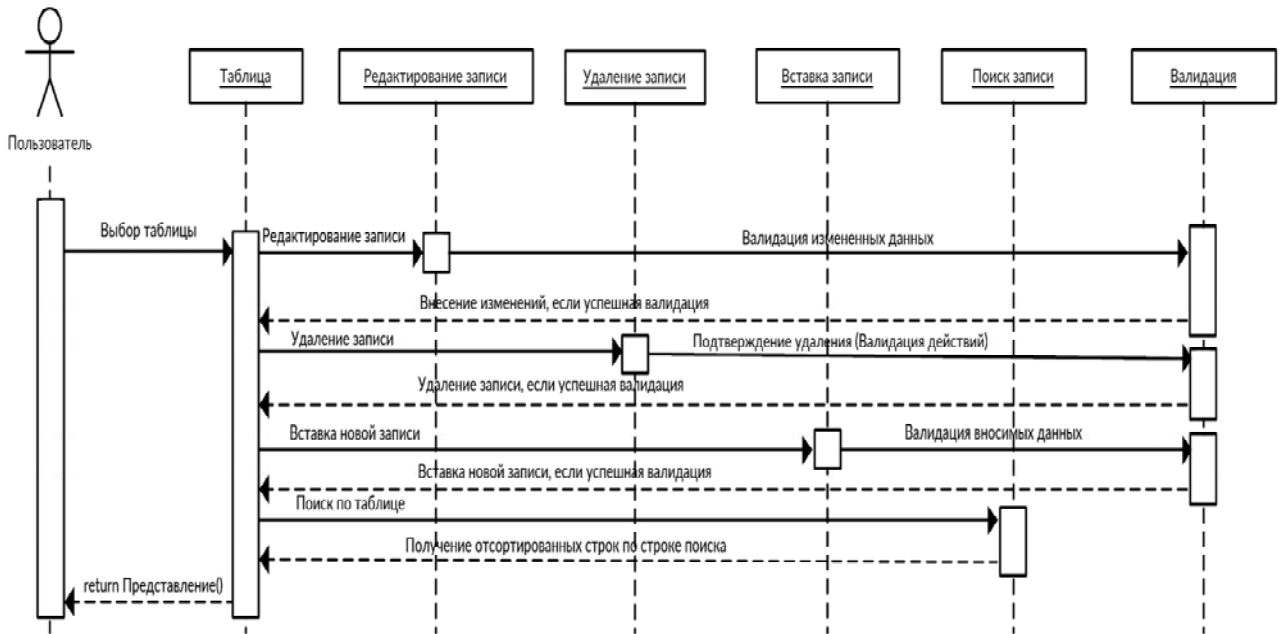 Таблица
Редактирование записи
Удаление записи
Вставка записи
Поиск записи
Валидация
Пользователь
Выбор таблицы
Редактирование записи
Валидация измененных данных
Внесение изменений, если успешная валидация
Удаление записи
Подтверждение удаления (Валидация действий)
Удаление записи, если успешная валидация
Вставка новой записи
Валидация вносимых данных
Вставка новой записи, если успешная валидация
Поиск по таблице
Получение отсортированных строк по строке поиска
return Представление()